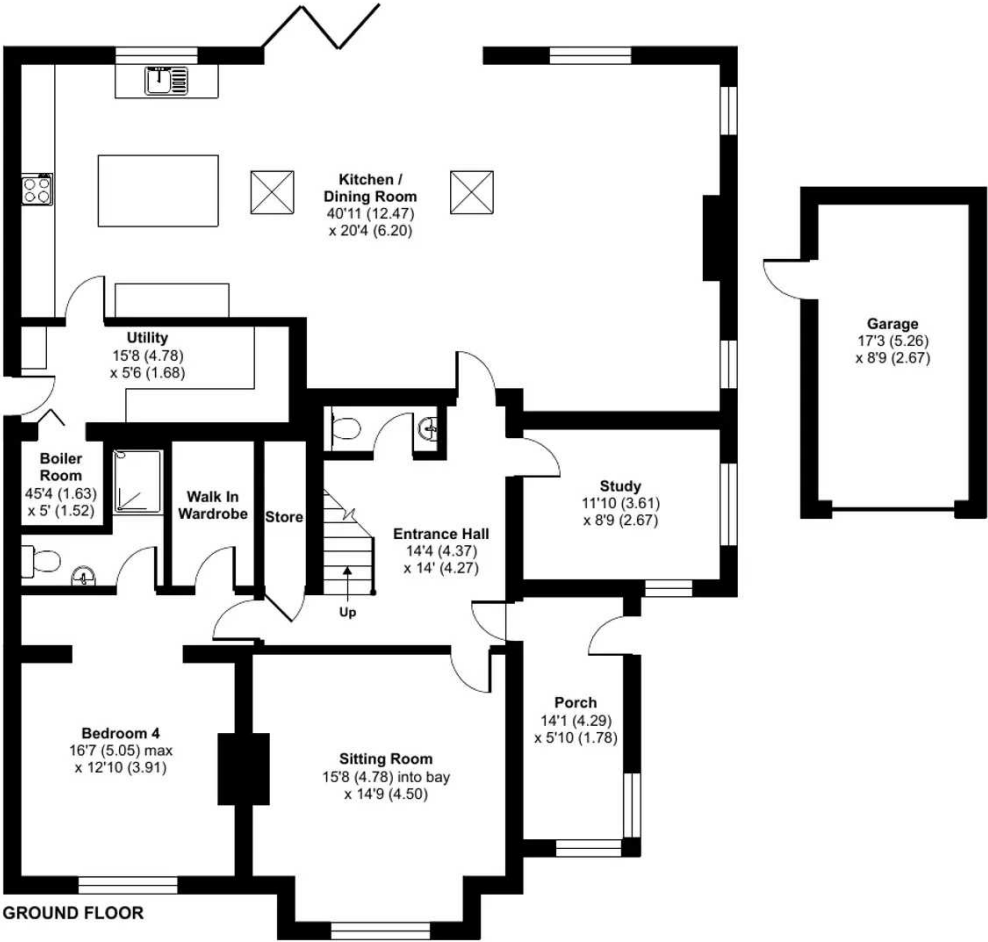 Kitchen /
Dining Room
40'11 (12.47)
x 20'4 (6.20)
Garage
17'3 (5.26)
x 8'9 (2.67)
Utility
15'8 (4.78)
x 5'6 (1.68)
Boiler
Room
45'4 (1.63)
x 5' (1.52)
Walk In
Wardrobe
Store
Study
11'10 (3.61)
x 8'9 (2.67)
Entrance Hall
14'4 (4.37)
x 14' (4.27)
Up
Porch
14'1 (4.29)
x 5'10 (1.78)
Bedroom 4
16'7 (5.05) max
x 12'10 (3.91)
Sitting Room
15'8 (4.78) into bay
x 14'9 (4.50)
GROUND FLOOR